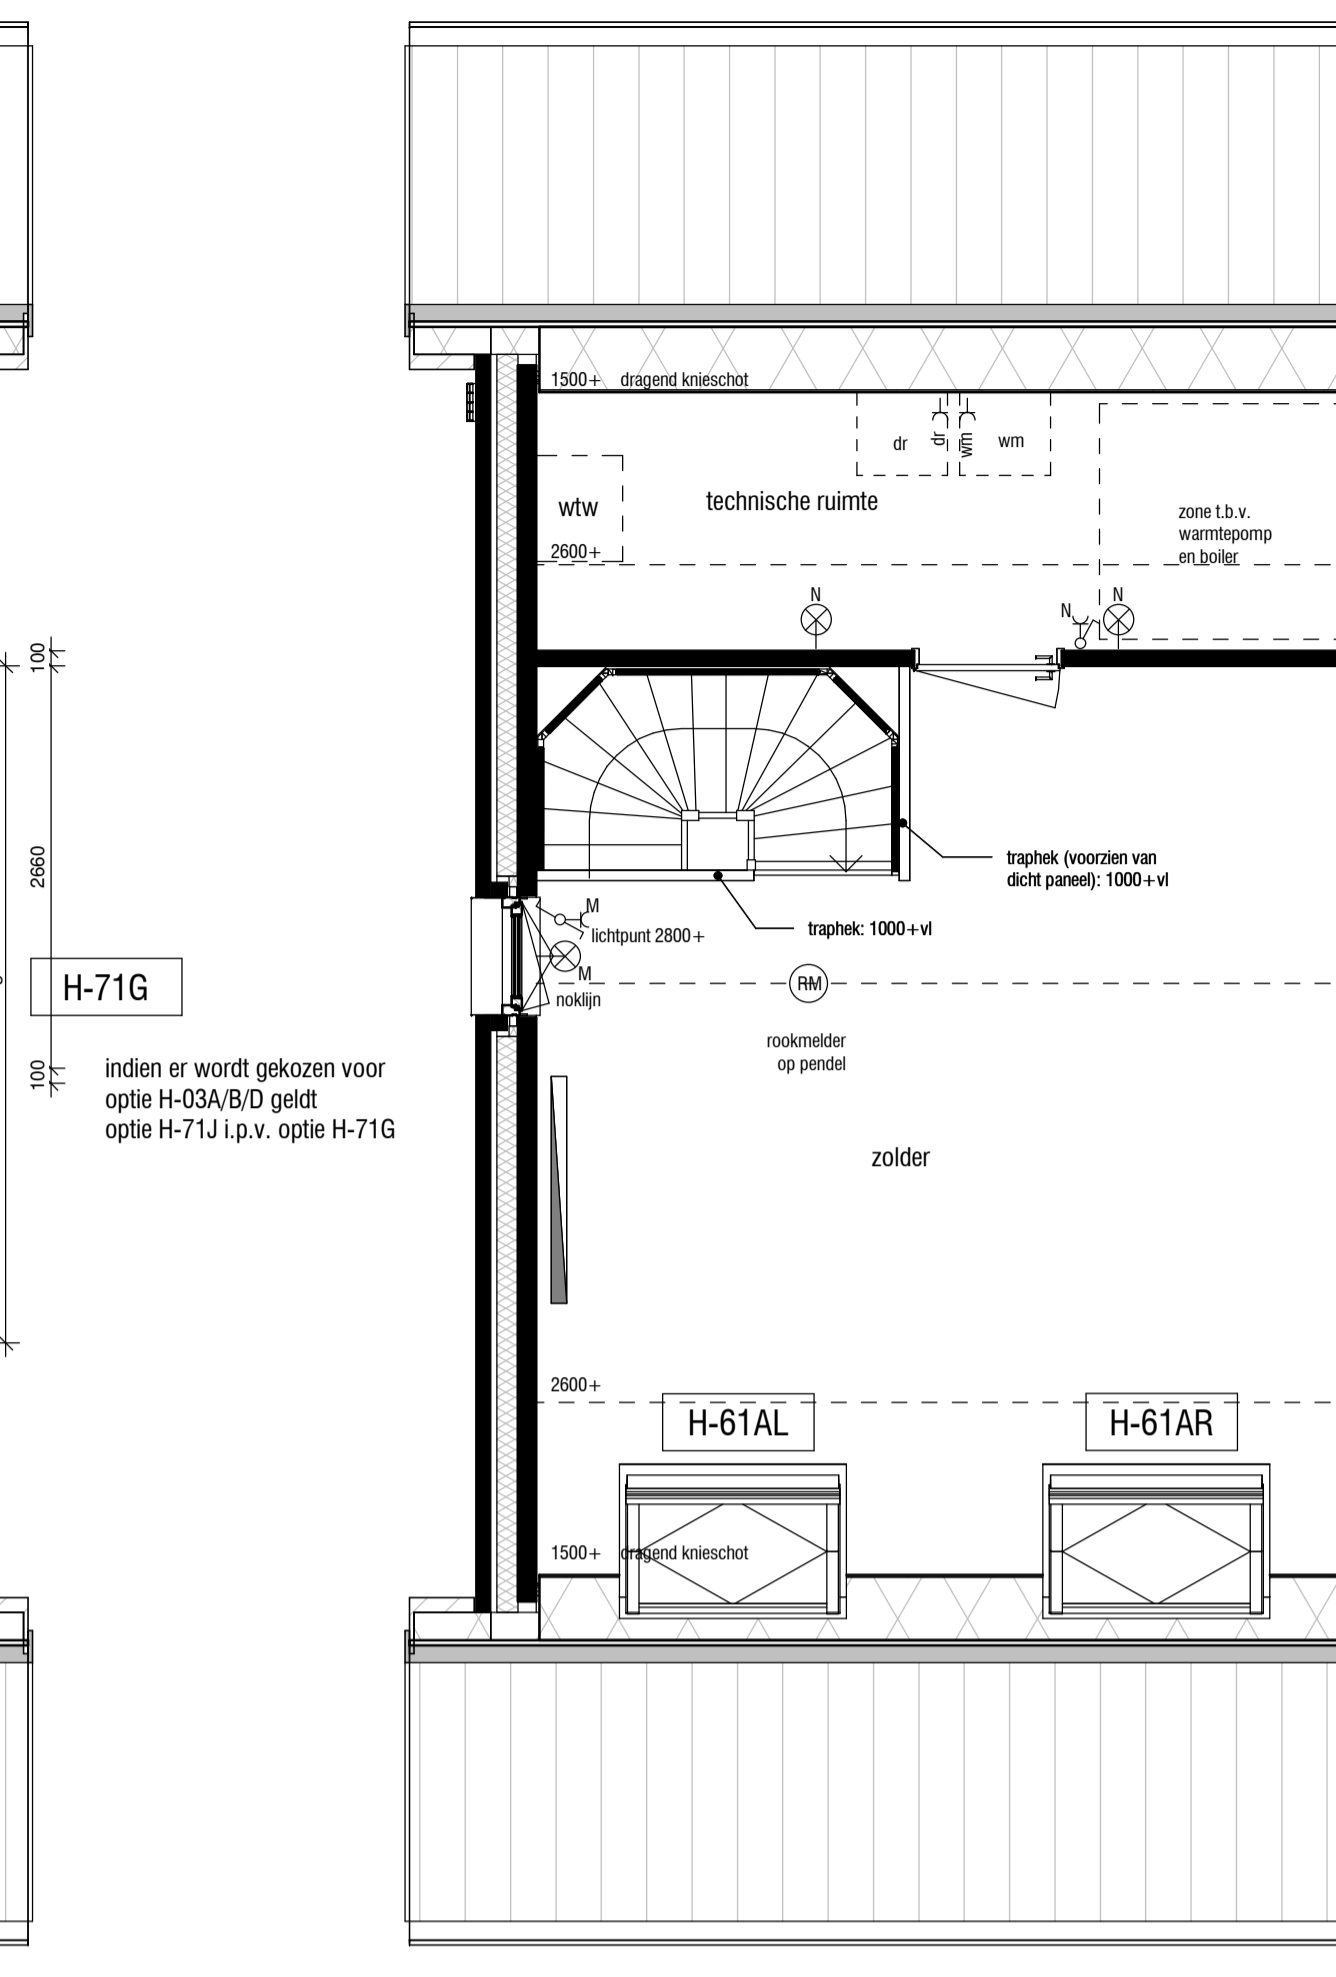 1500+ dragend knieschot
dr
dr
wm
wm
wtw
technische ruimte
2600+
zone t.b.v.
warmtepomp
en boiler
N
N
N
100
2660
100
traphek (voorzien van
dicht paneel): 1000+vl
traphek: 1000+vl
M
lichtpunt 2800+
M
noklijn
RM
rookmelder
op pendel
H-71G
indien er wordt gekozen voor
optie H-03A/B/D geldt
optie H-71J i.p.v. optie H-71G
zolder
2600+
H-61AL
H-61AR
1500+ dragend knieschot